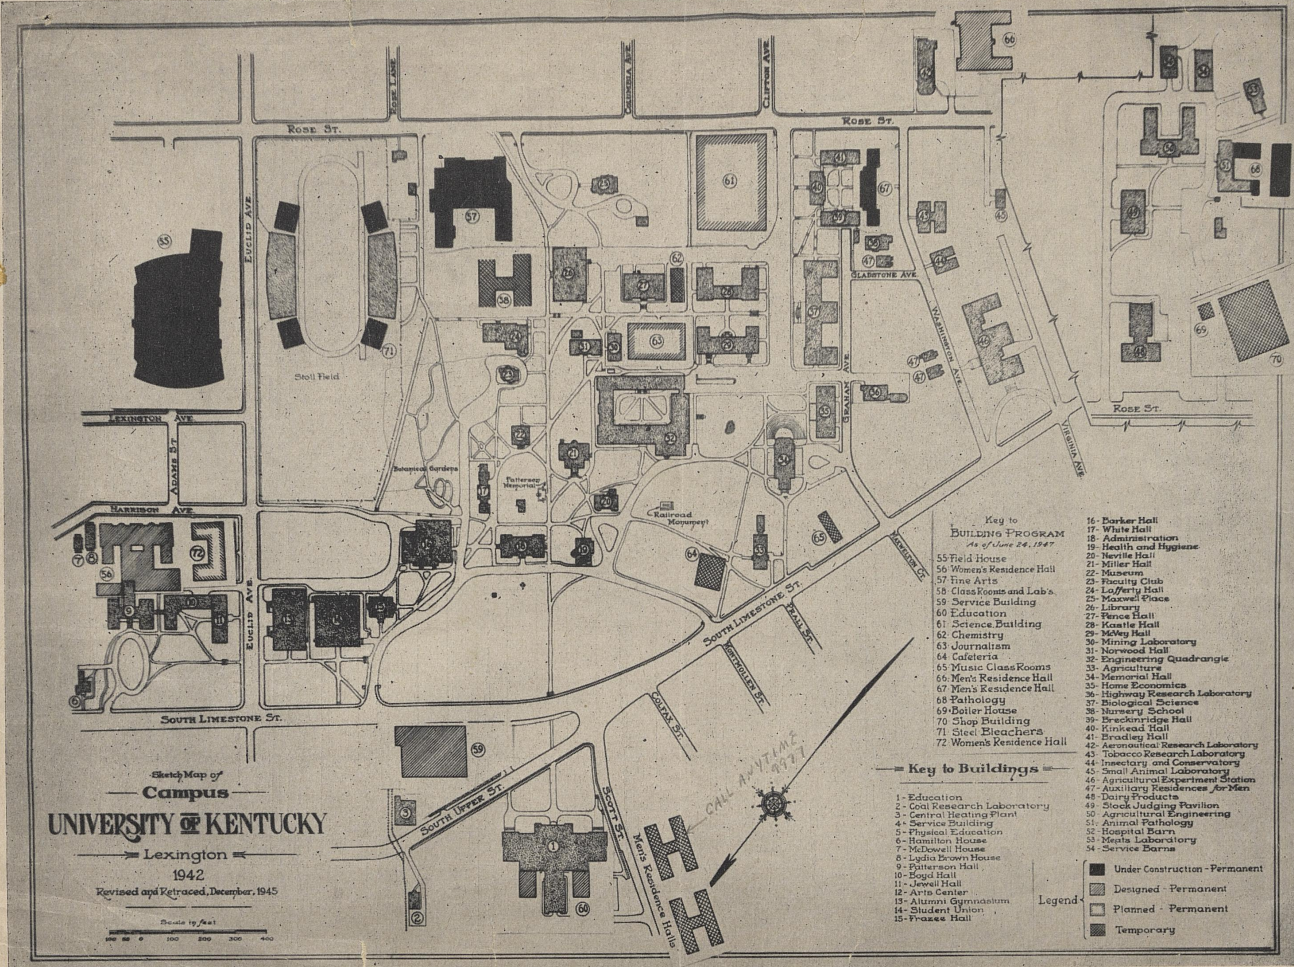 ROSE LANE
COLUMBIA AVE.
CLIFTON AVE.
ROSE ST.
ROSE ST.
EUCLID AVE.
Stoll Field
GLADSTONE AVE.
WASHINGTON AVE.
GRAHAM AVE.
ROSE ST.
VIRGINIA AVE.
LEXINGTON AVE.
ADAMS ST.
HARRISON AVE.
Botanical Gardens
Patterson
Memorial
Railroad
Monument
EUCLID AVE.
SOUTH LIMESTONE ST.
SOUTH LIMESTONE ST.
PRALL ST.
MONTMULLEN ST.
COLFAX ST.
SOUTH UPPER ST.
SCOTT ST.
Men's Residence Halls
CALL ANYTIME
9977
Sketch Map of
Campus
UNIVERSITY OF KENTUCKY
Lexington
1942
Revised and Retraced, December, 1945
Scale in feet
100 50 0 100 200 300 400
Key to
BUILDING PROGRAM
As of June 24, 1947
55 Field House
56 Women's Residence Hall
57 Fine Arts
58 Class Rooms and Lab's.
59 Service Building
60 Education
61 Science Building
62 Chemistry
63 Journalism
64 Cafeteria
65 Music Class Rooms
66 Men's Residence Hall
67 Men's Residence Hall
68 Pathology
69 Boiler House
70 Shop Building
71 Steel Bleachers
72 Women's Residence Hall
Key to Buildings
1 - Education
2 - Coal Research Laboratory
3 - Central Heating Plant
4 - Service Building
5 - Physical Education
6 - Hamilton House
7 - McDowell House
8 - Lydia Brown House
9 - Patterson Hall
10 - Boyd Hall
11 - Jewell Hall
12 - Arts Center
13 - Alumni Gymnasium
14 - Student Union
15 - Frazee Hall
16 - Barker Hall
17 - White Hall
18 - Administration
19 - Health and Hygiene
20 - Neville Hall
21 - Miller Hall
22 - Museum
23 - Faculty Club
24 - Lafferty Hall
25 - Maxwell Place
26 - Library
27 - Pence Hall
28 - Kastle Hall
29 - McVey Hall
30 - Mining Laboratory
31 - Norwood Hall
32 - Engineering Quadrangle
33 - Agriculture
34 - Memorial Hall
35 - Home Economics
36 - Highway Research Laboratory
37 - Biological Science
38 - Nursery School
39 - Breckinridge Hall
40 - Kinkead Hall
41 - Bradley Hall
42 - Aeronautical Research Laboratory
43 - Tobacco Research Laboratory
44 - Insectary and Conservatory
45 - Small Animal Laboratory
46 - Agricultural Experiment Station
47 - Auxiliary Residences for Men
48 - Dairy Products
49 - Stock Judging Pavilion
50 - Agricultural Engineering
51 - Animal Pathology
52 - Hospital Barn
53 - Meats Laboratory
54 - Service Barns
Legend
Under Construction - Permanent
Designed - Permanent
Planned - Permanent
Temporary